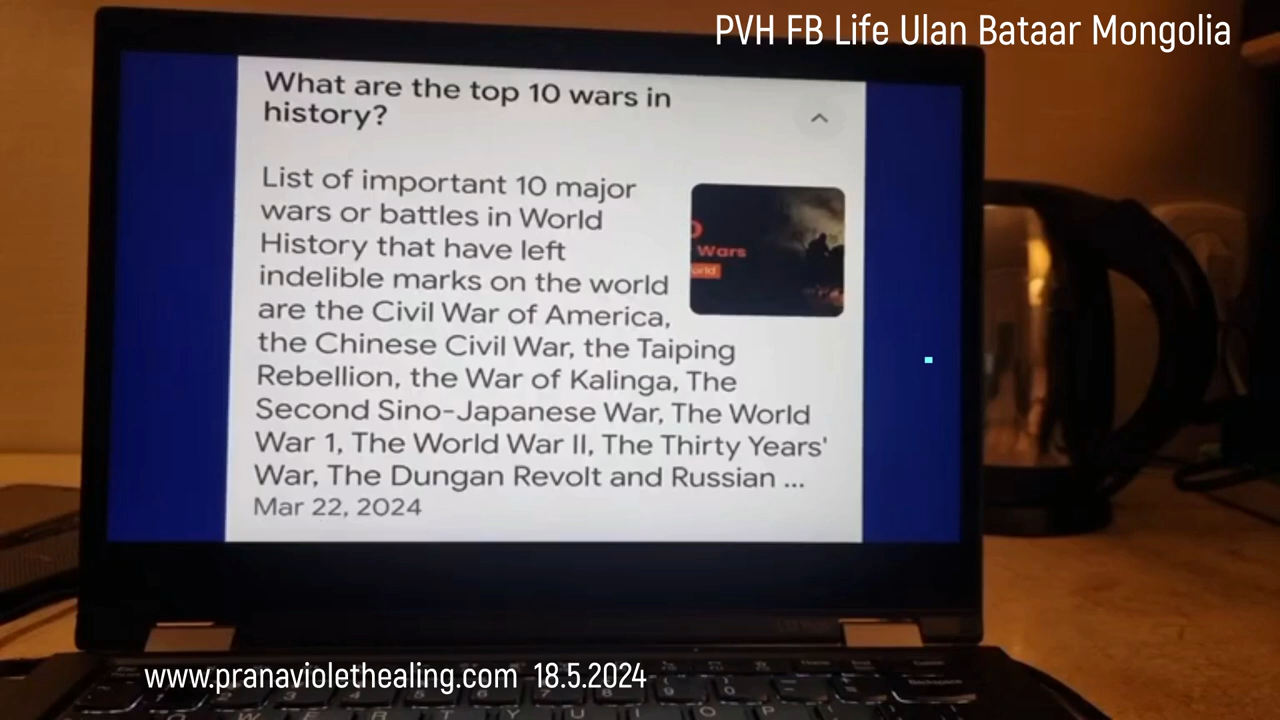 PVH FB Life Ulan Bataar Mongolia
What are the top 10 wars in
history?
List of important 10 major
wars or battles in World
History that have left
indelible marks on the world
are the Civil War of America,
the Chinese Civil War, the Taiping
Rebellion, the War of Kalinga, The
Second Sino-Japanese War, The World
War 1, The World War II, The Thirty Years'
War, The Dungan Revolt and Russian ...
Mar 22, 2024
Wars
www.pranaviolethealing.com 18.5.2024